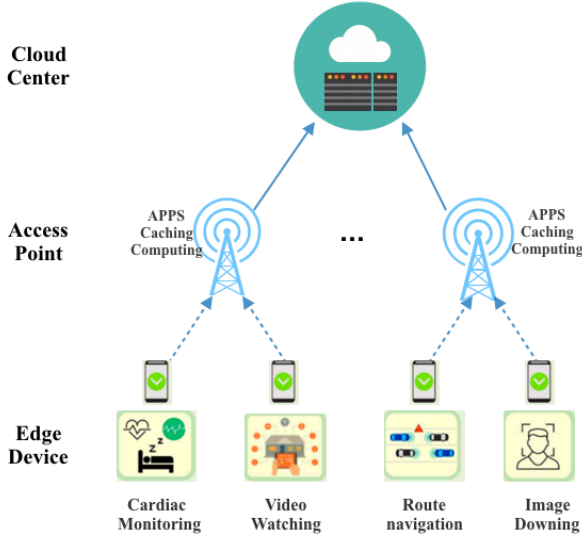 Cloud
Center
Access
Point
APPS
Caching
Computing
...
APPS
Caching
Computing
Edge
Device
z z z
Cardiac
Monitoring
Video
Watching
Route
navigation
Image
Downing